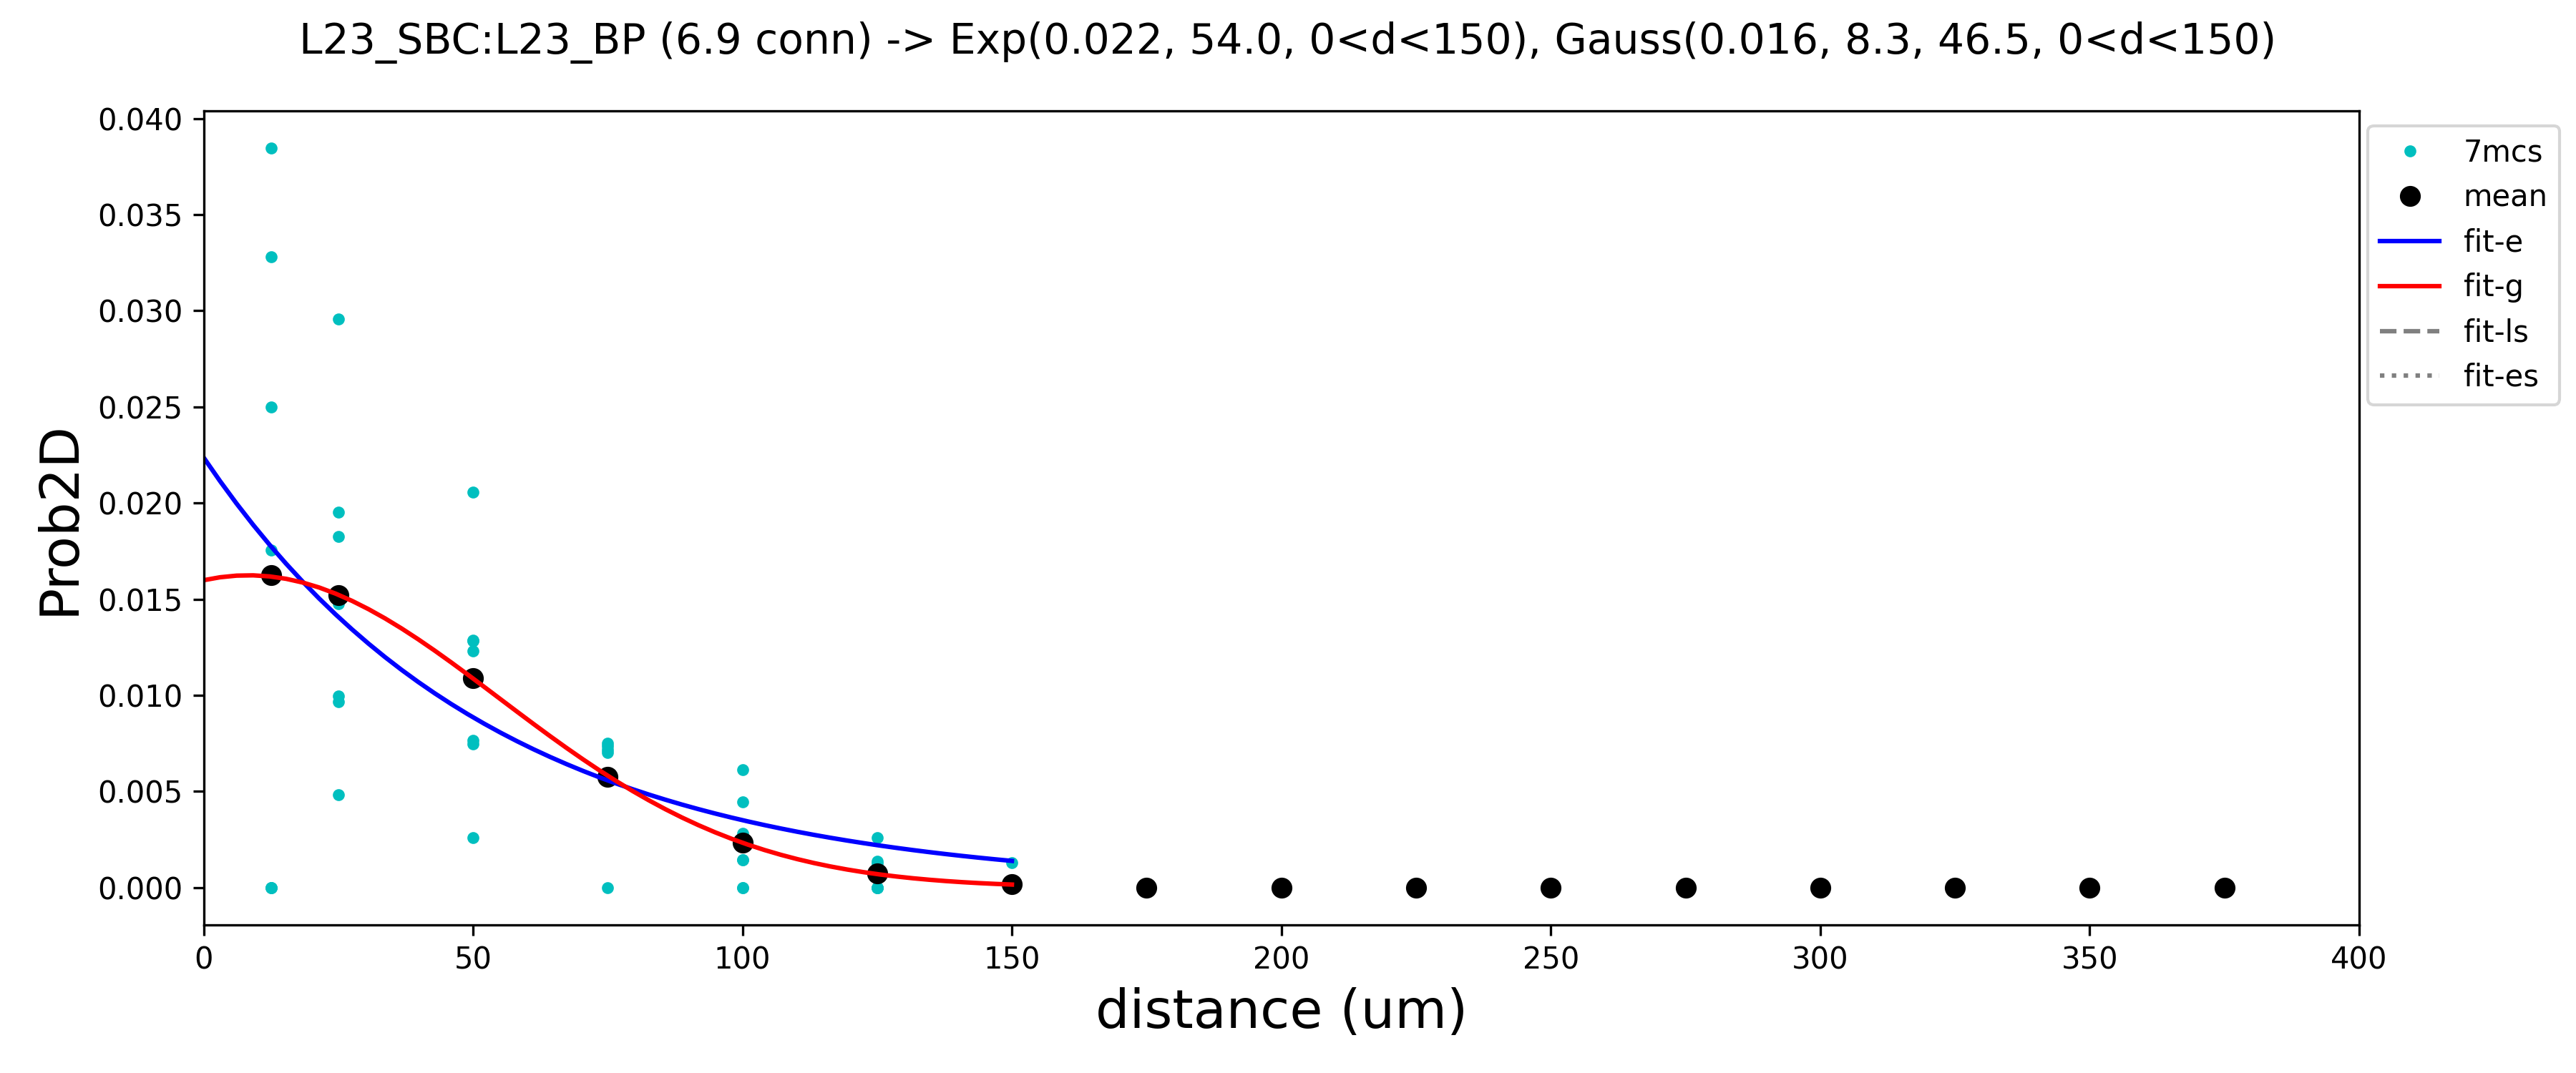 L23_SBC:L23_BP (6.9 conn) -> Exp(0.022, 54.0, 0<d<150), Gauss(0.016, 8.3, 46.5, 0<d<150)
0.040
0.035
0.030
0.025
0.020
0.015
0.010
0.005
0.000
Prob2D
0 50 100 150 200 250 300 350 400
distance (um)
7mcs
mean
fit-e
fit-g
fit-ls
fit-es